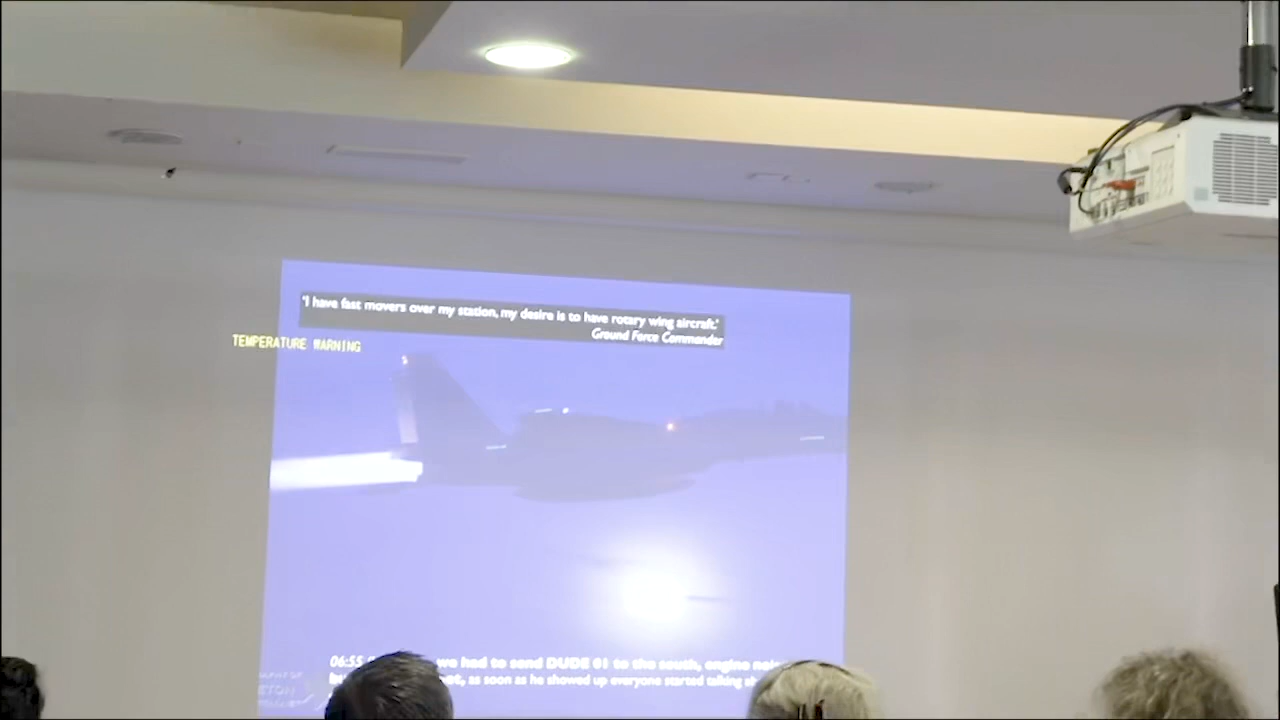 'I have fast movers over my station, my desire is to have rotary wing aircraft.'
Ground Force Commander
TEMPERATURE WARNING
06:55 we had to send DUDE 01 to the south, engine
as soon as he showed up everyone started talking